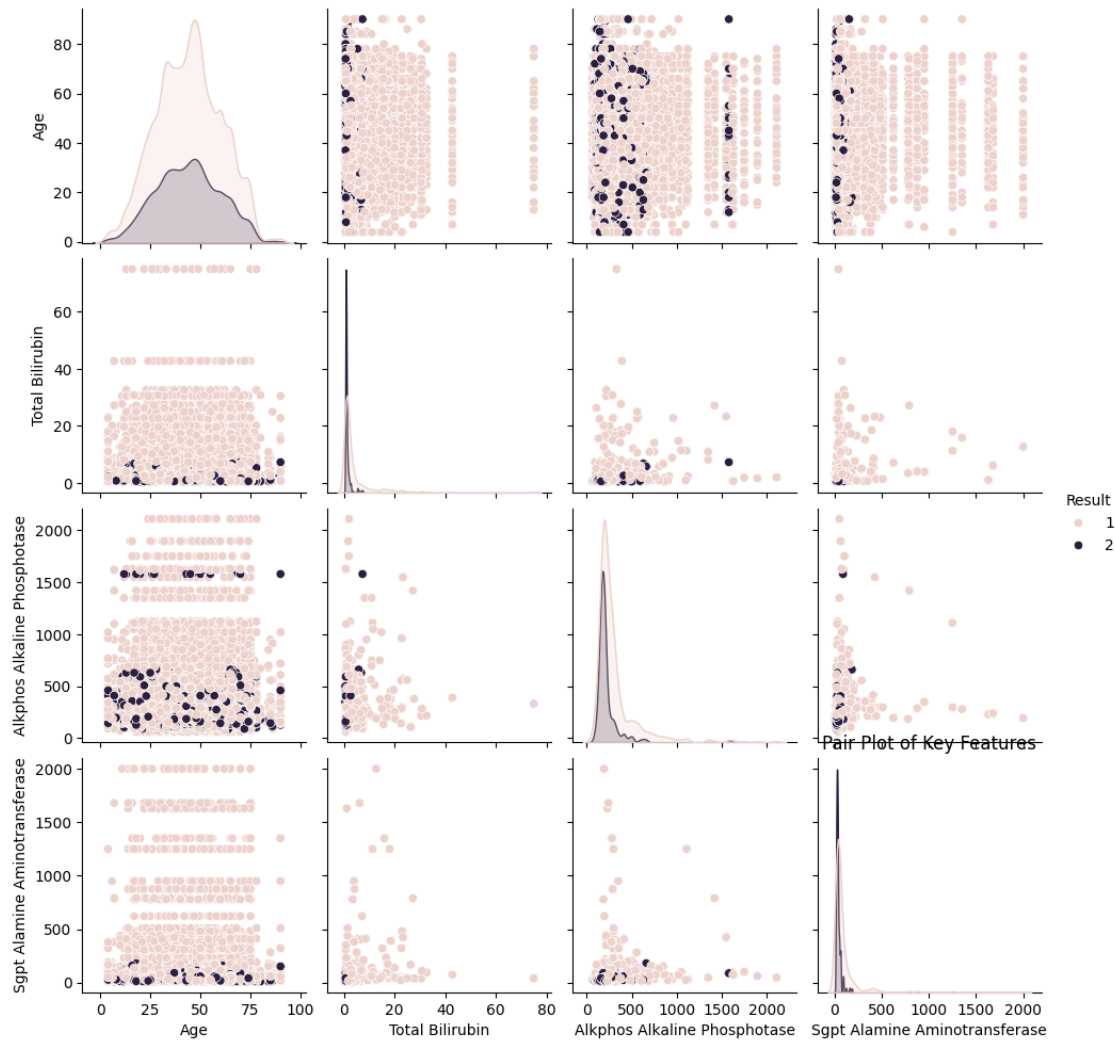 80
60
40
20
0
Age
60
40
20
0
Total Bilirubin
Result
1
2
2000
1500
1000
500
0
Alkphos Alkaline Phosphotase
Pair Plot of Key Features
2000
1500
1000
500
0
Sgpt Alamine Aminotransferase
0 25 50 75 100
Age
0 20 40 60 80
Total Bilirubin
0 500 1000 1500 2000
Alkphos Alkaline Phosphotase
0 500 1000 1500 2000
Sgpt Alamine Aminotransferase